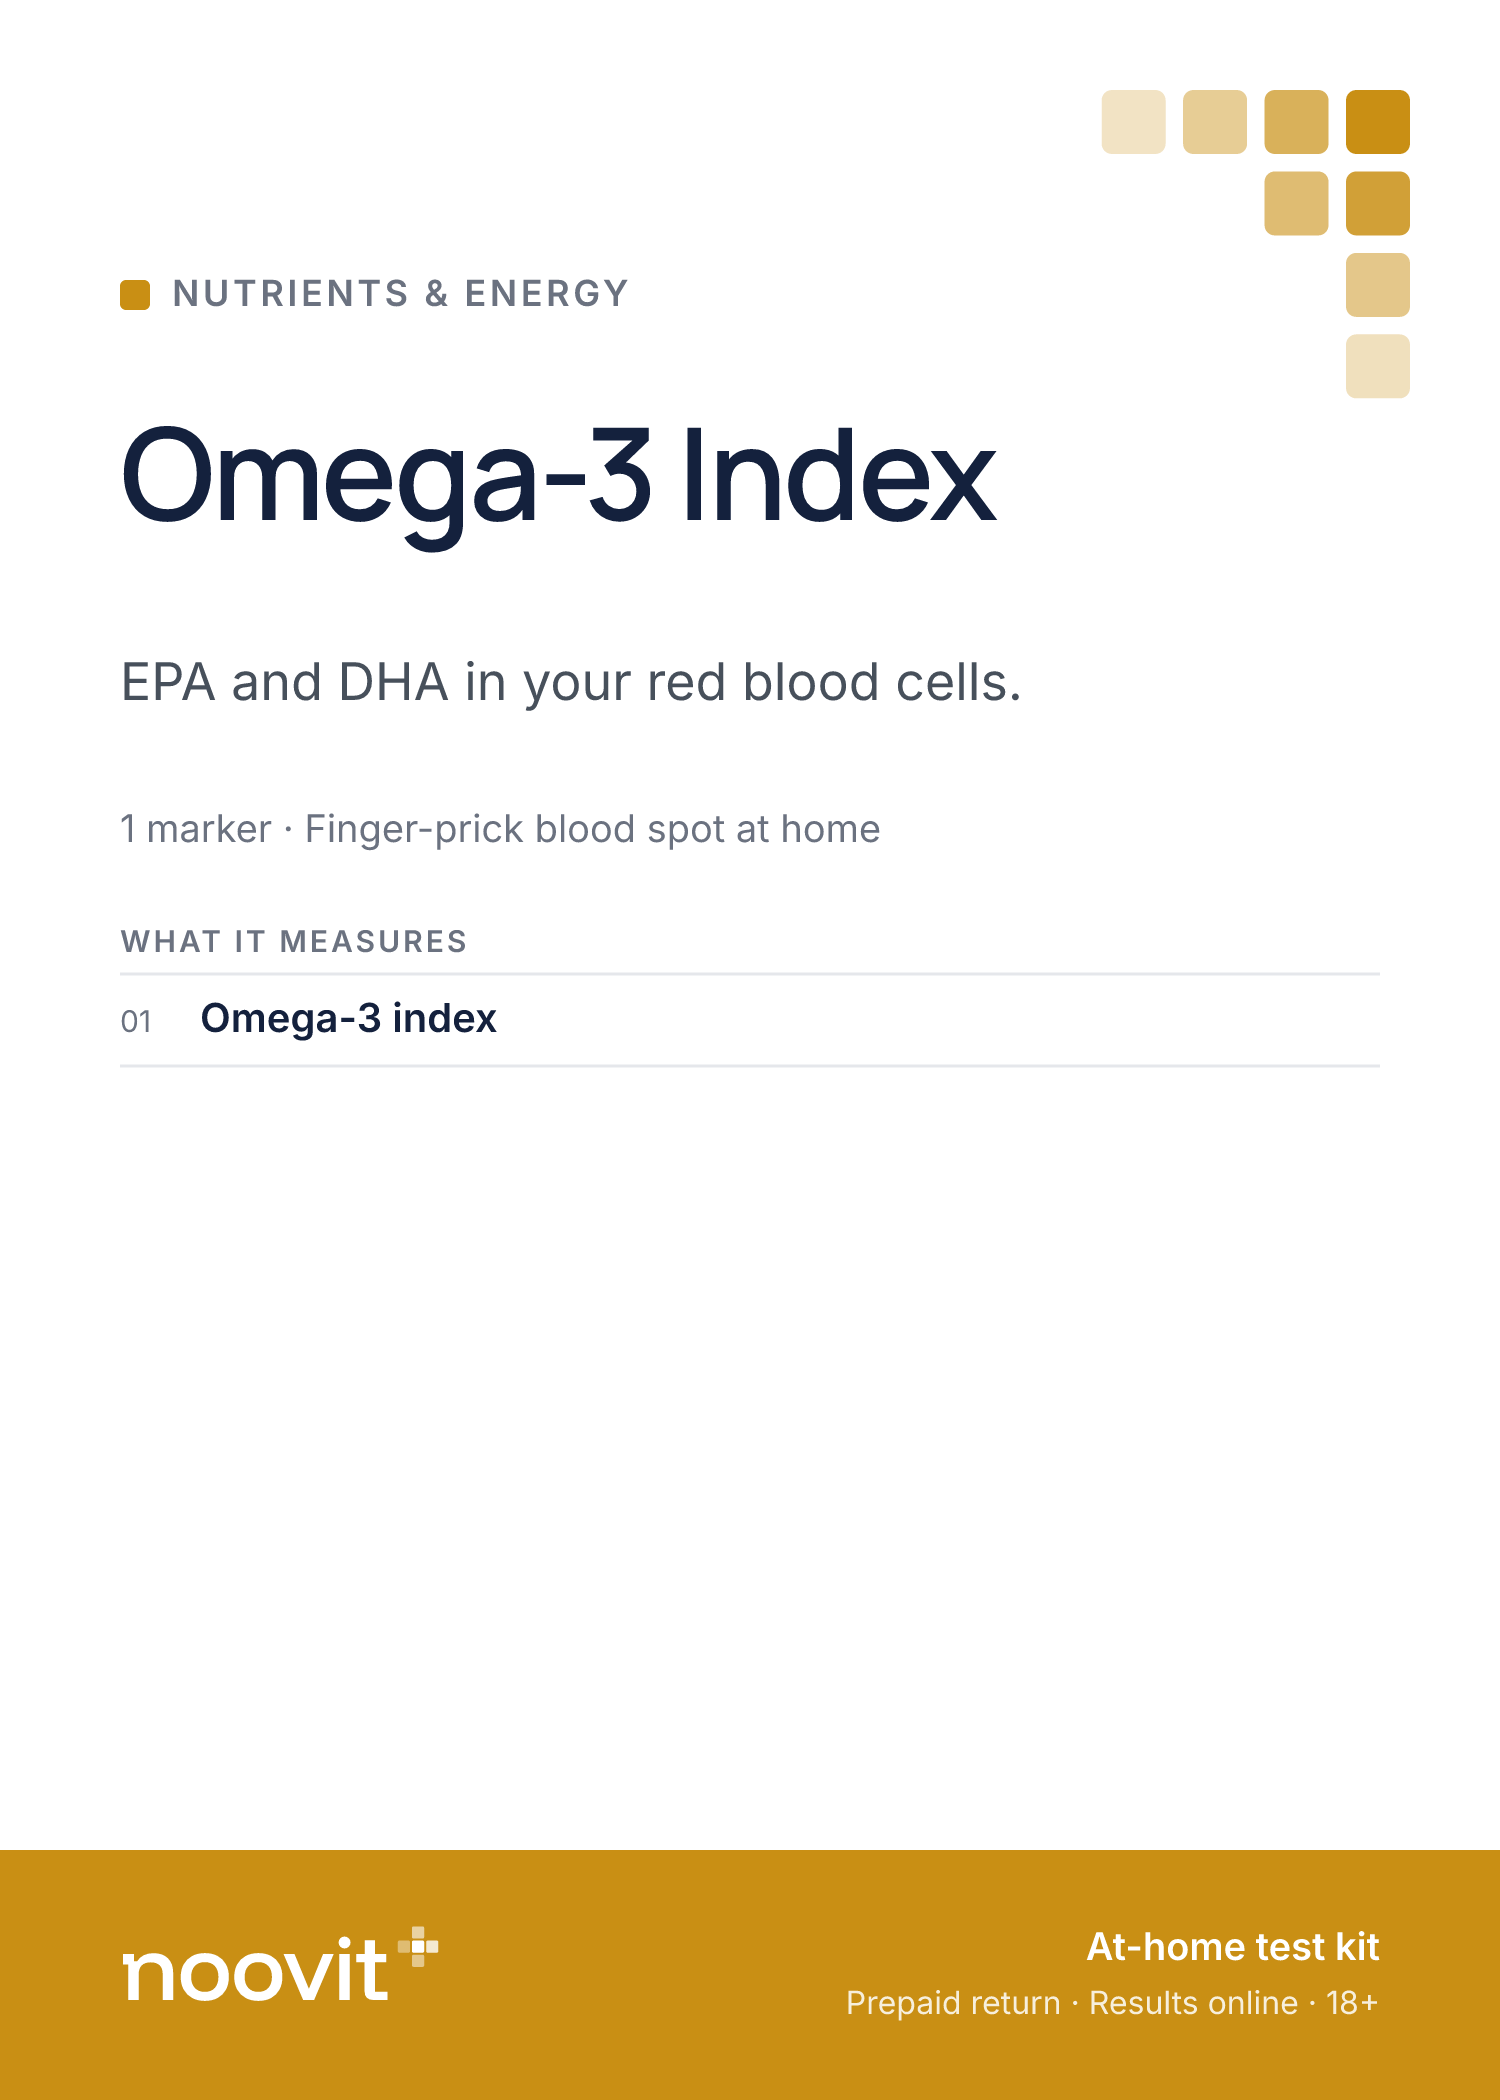 NUTRIENTS & ENERGY
Omega-3 Index
EPA and DHA in your red blood cells.
1 marker · Finger-prick blood spot at home
WHAT IT MEASURES
01 Omega-3 index
noovit
At-home test kit
Prepaid return · Results online · 18+